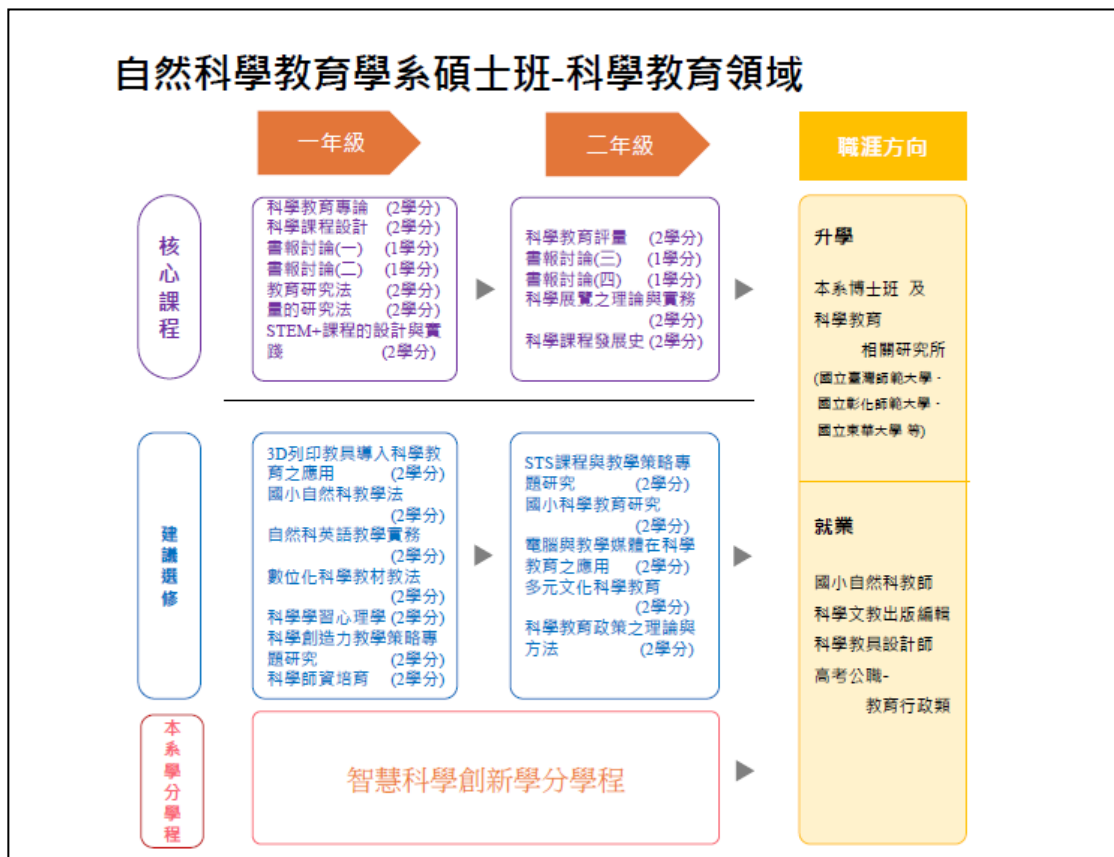 自然科學教育學系碩士班-科學教育領域
一年級
二年級
職涯方向
核心課程
科學教育專論 (2學分)
科學課程設計 (2學分)
書報討論(一) (1學分)
書報討論(二) (1學分)
教育研究法 (2學分)
量的研究法 (2學分)
STEM+課程的設計與實
踐 (2學分)
科學教育評量 (2學分)
書報討論(三) (1學分)
書報討論(四) (1學分)
科學展覽之理論與實務
(2學分)
科學課程發展史 (2學分)
升學
本系博士班 及
科學教育
相關研究所
(國立臺灣師範大學、
國立彰化師範大學、
國立東華大學 等)
建議選修
3D列印教具導入科學教
育之應用 (2學分)
國小自然科教學法
(2學分)
自然科英語教學實務
(2學分)
數位化科學教材教法
(2學分)
科學學習心理學 (2學分)
科學創造力教學策略專
題研究 (2學分)
科學師資培育 (2學分)
STS課程與教學策略專
題研究 (2學分)
國小科學教育研究
(2學分)
電腦與教學媒體在科學
教育之應用 (2學分)
多元文化科學教育
(2學分)
科學教育政策之理論與
方法 (2學分)
就業
國小自然科教師
科學文教出版編輯
科學教具設計師
高考公職-
教育行政類
本系學分學程
智慧科學創新學分學程